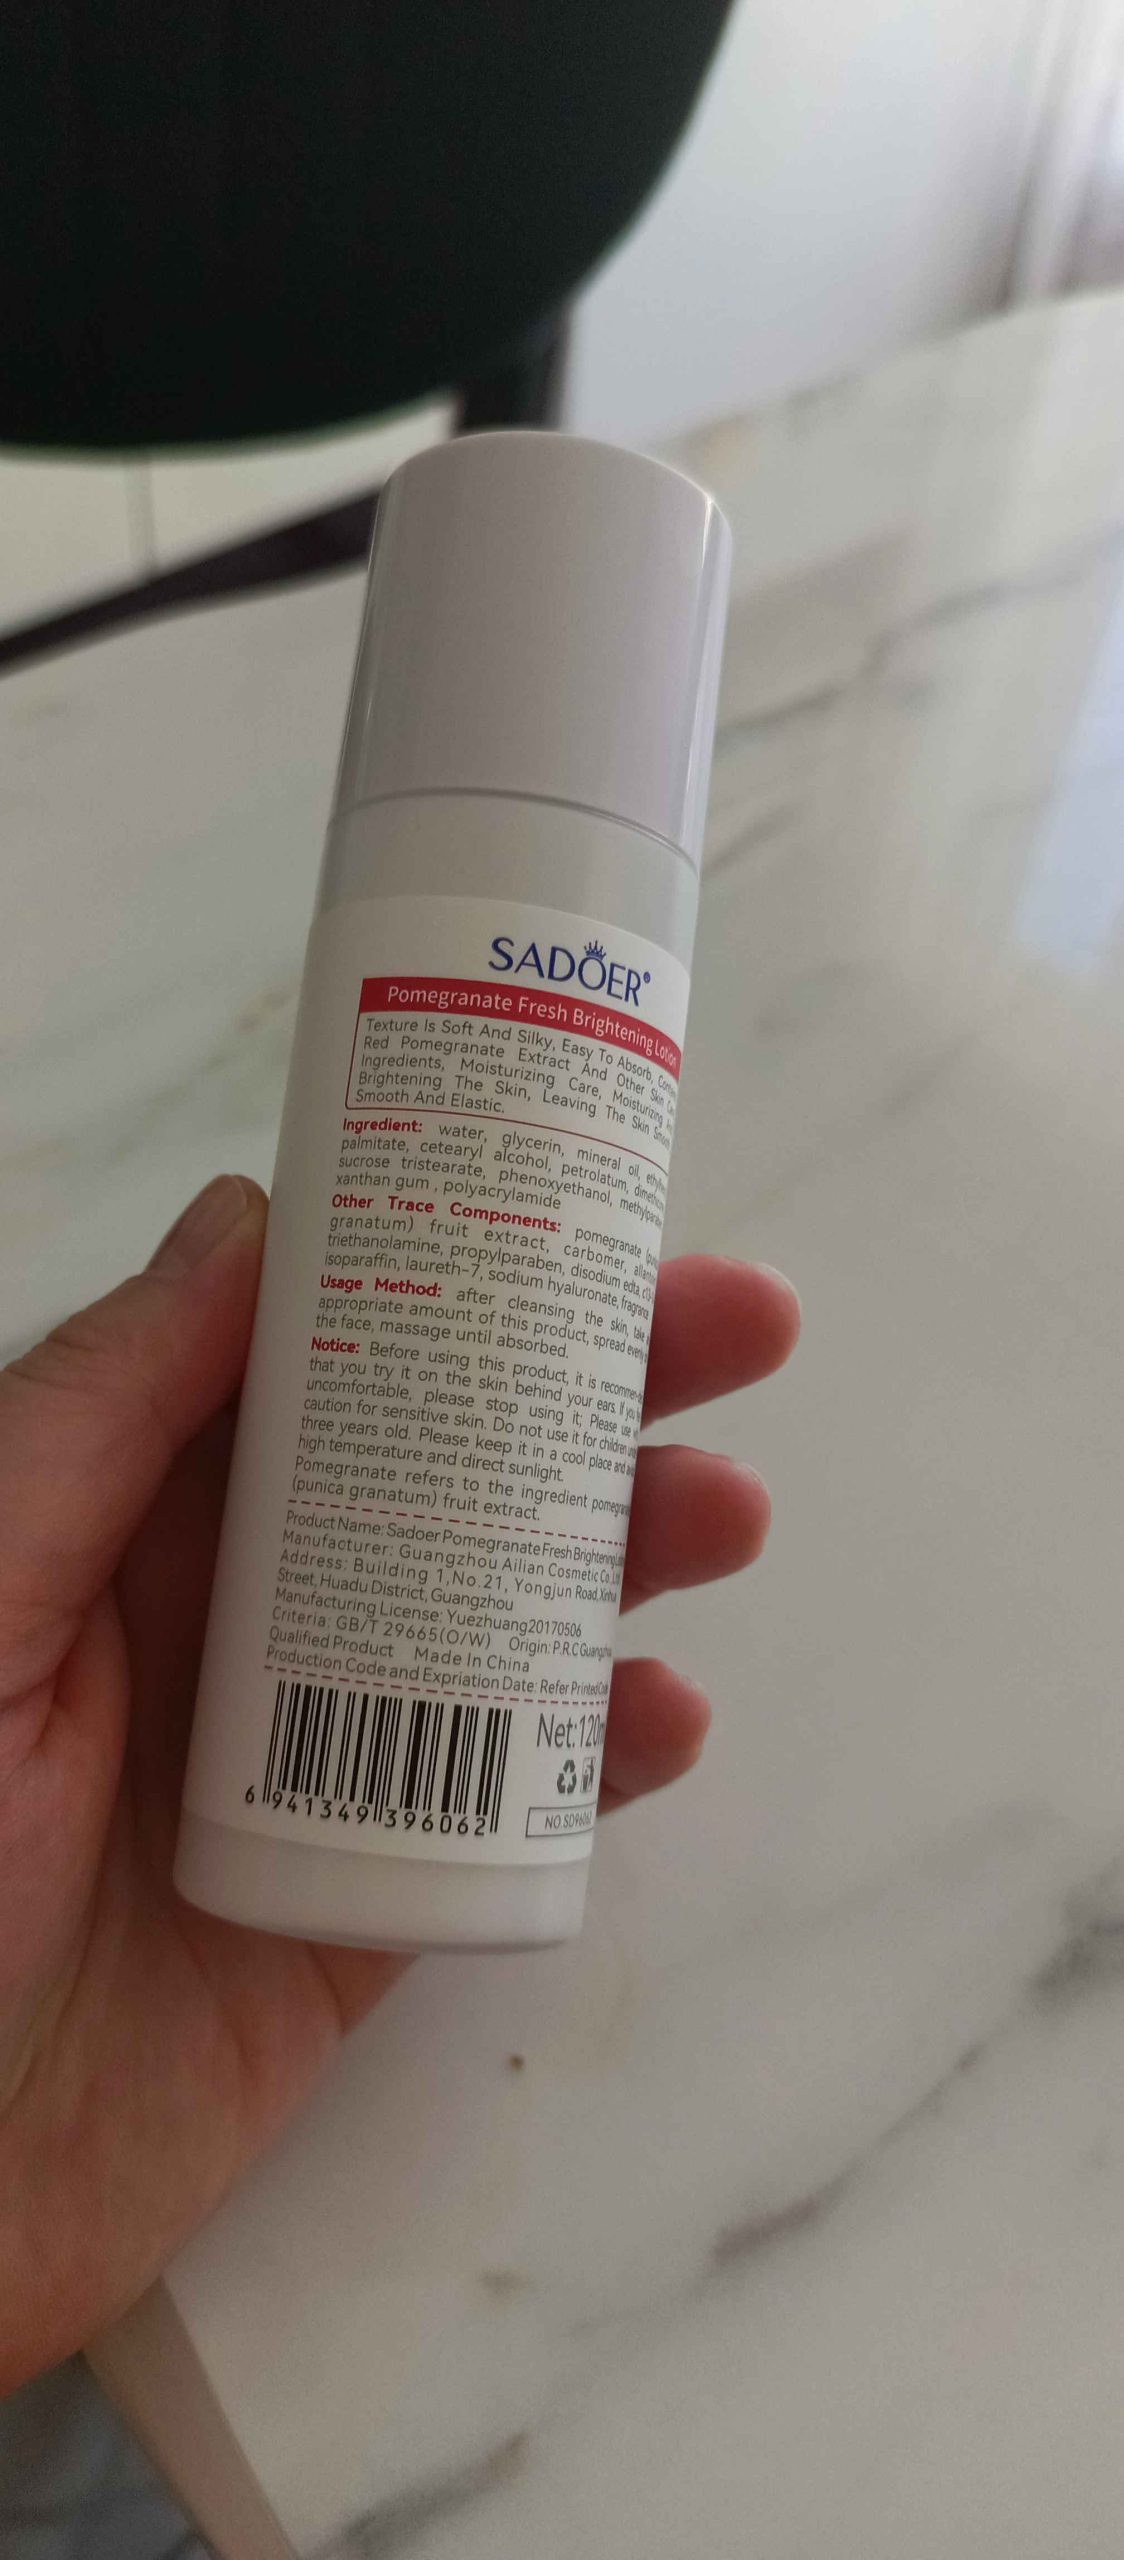 SADOER®
Pomegranate Fresh Brightening Lotion
Texture Is Soft And Silky, Easy To Absorb,
Red Pomegranate Extract And Other Skin
Ingredients, Moisturizing Care, Moisturizing
Brightening The Skin, Leaving The Skin Smooth
Smooth And Elastic.
Ingredient: water, glycerin, mineral oil,
palmitate, cetearyl alcohol, petrolatum,
sucrose tristearate, phenoxyethanol,
xanthan gum , polyacrylamide
Other Trace Components: pomegranate
granatum) fruit extract, carbomer,
triethanolamine, propylparaben, disodium edta,
isoparaffin, laureth-7, sodium hyaluronate, fragrance
Usage Method: after cleansing the skin, take
appropriate amount of this product, spread evenly
the face, massage until absorbed.
Notice: Before using this product, it is
that you try it on the skin behind your ears. If you
uncomfortable, please stop using it; Please use
caution for sensitive skin. Do not use it for children
three years old. Please keep it in a cool place and
high temperature and direct sunlight.
Pomegranate refers to the ingredient
(punica granatum) fruit extract.
Product Name: Sadoer Pomegranate Fresh Brightening
Manufacturer: Guangzhou Ailian Cosmetic Co.
Address: Building 1,No.21, Yongjun Road,
Street, Huadu District, Guangzhou
Manufacturing License: Yuezhuang20170506
Criteria: GB/T 29665(O/W) Origin: P.R.C
Qualified Product Made In China
Production Code and Expriation Date: Refer Printed
6 941349 396062
Net:120